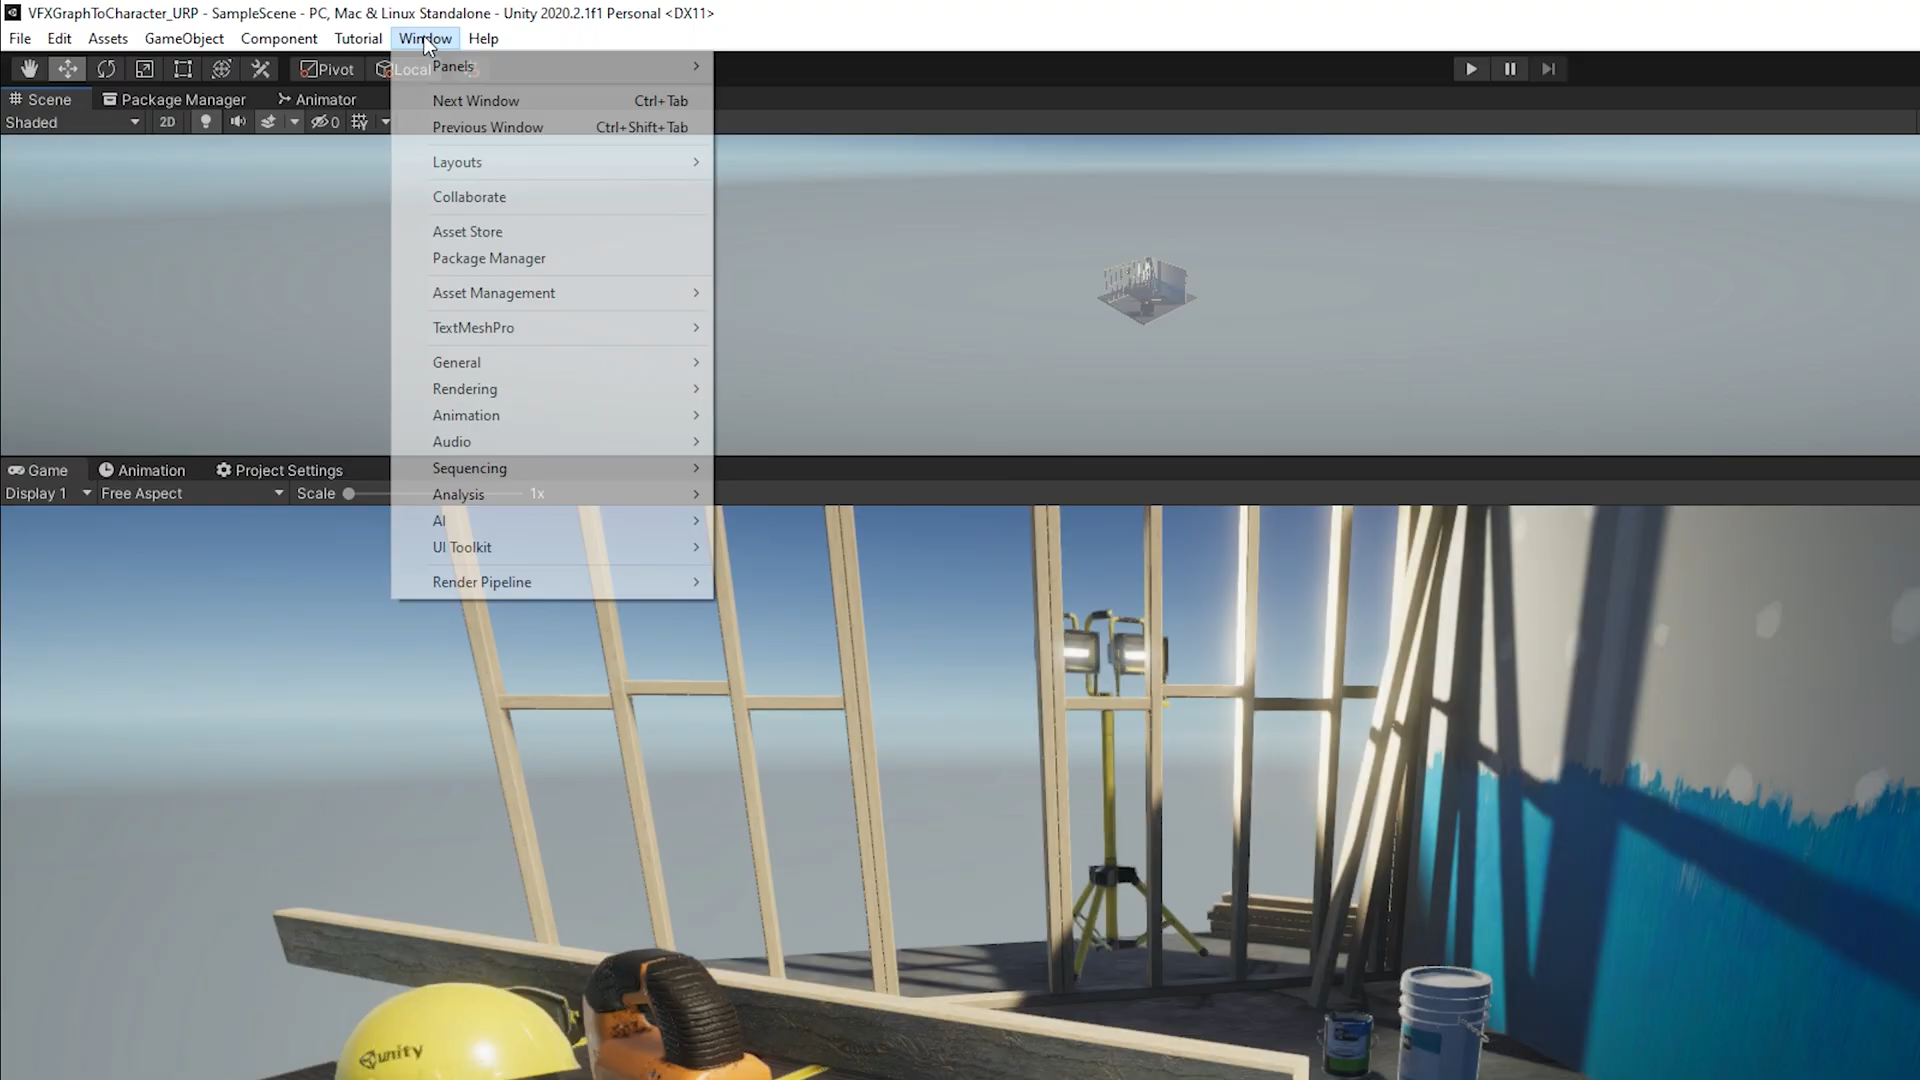 VFXGraphToCharacter_URP - SampleScene - PC, Mac & Linux Standalone - Unity 2020.2.1f1 Personal <DX11>
File Edit Assets GameObject Component Tutorial Window Help
Pivot Local
Panels
Scene Package Manager Animator
Next Window Ctrl+Tab
Shaded 2D 0
Previous Window Ctrl+Shift+Tab
Layouts
Collaborate
Asset Store
Package Manager
Asset Management
TextMeshPro
General
Rendering
Animation
Audio
Game Animation Project Settings
Sequencing
Display 1 Free Aspect Scale 1x
Analysis
AI
UI Toolkit
Render Pipeline
unity